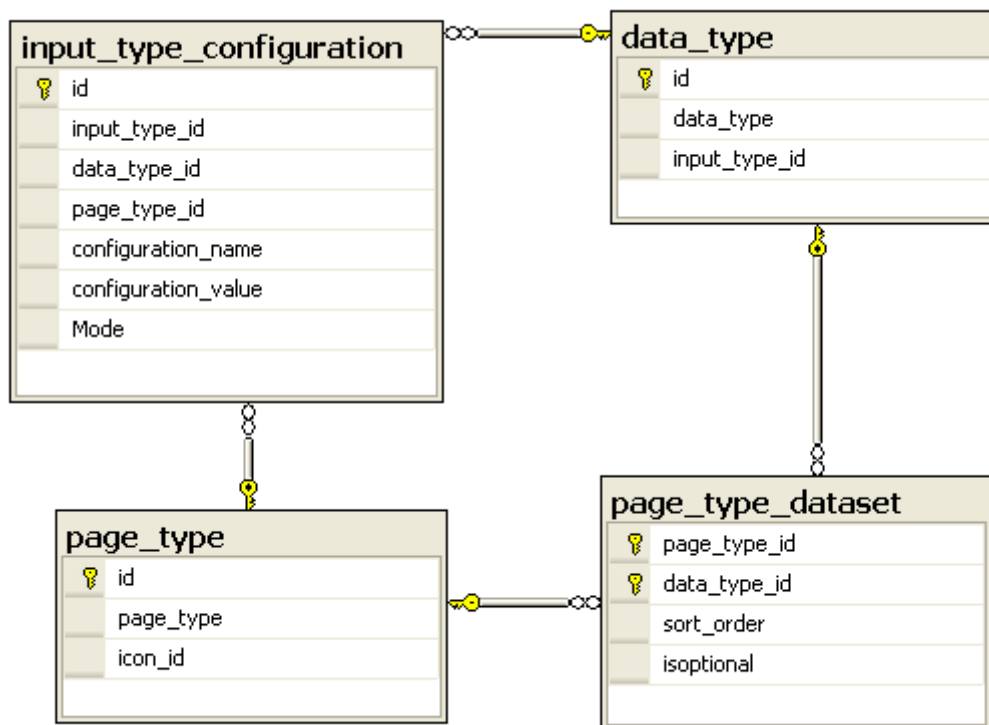 input_type_configuration
id
input_type_id
data_type_id
page_type_id
configuration_name
configuration_value
Mode
data_type
id
data_type
input_type_id
page_type
id
page_type
icon_id
page_type_dataset
page_type_id
data_type_id
sort_order
isoptional